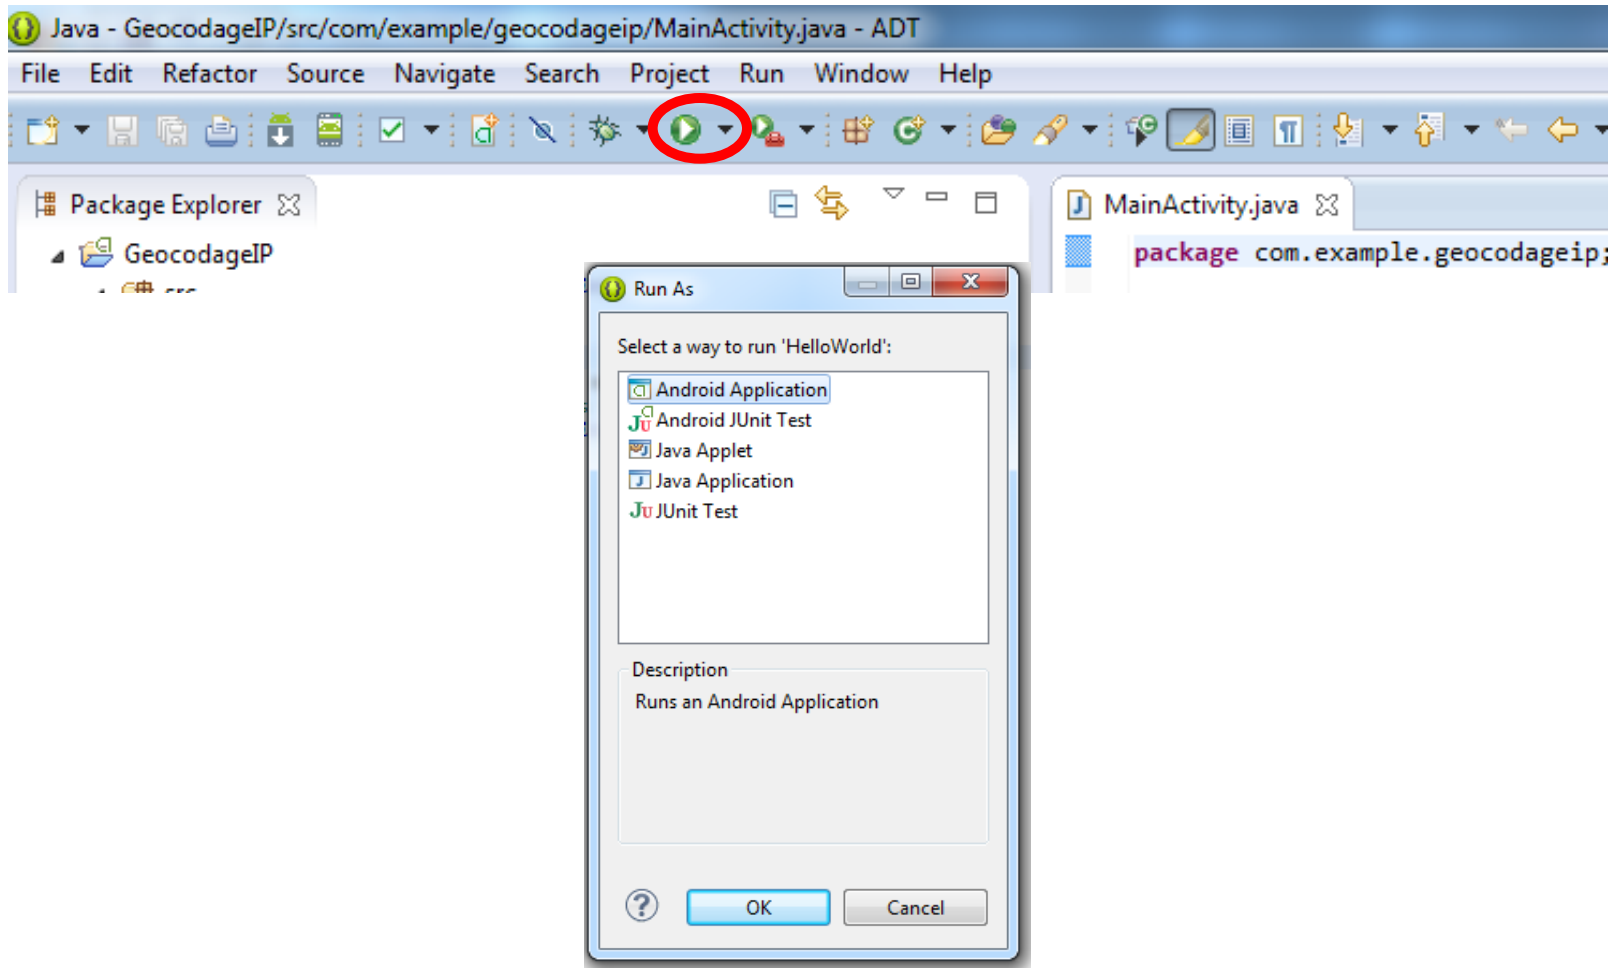 Java - GeocodageIP/src/com/example/geocodageip/MainActivity.java - ADT
File Edit Refactor Source Navigate Search Project Run Window Help
Package Explorer
MainActivity.java
GeocodageIP
package com.example.geocodageip;
src
Run As
Select a way to run 'HelloWorld':
Android Application
Android JUnit Test
Java Applet
Java Application
JUnit Test
Description
Runs an Android Application
OK Cancel